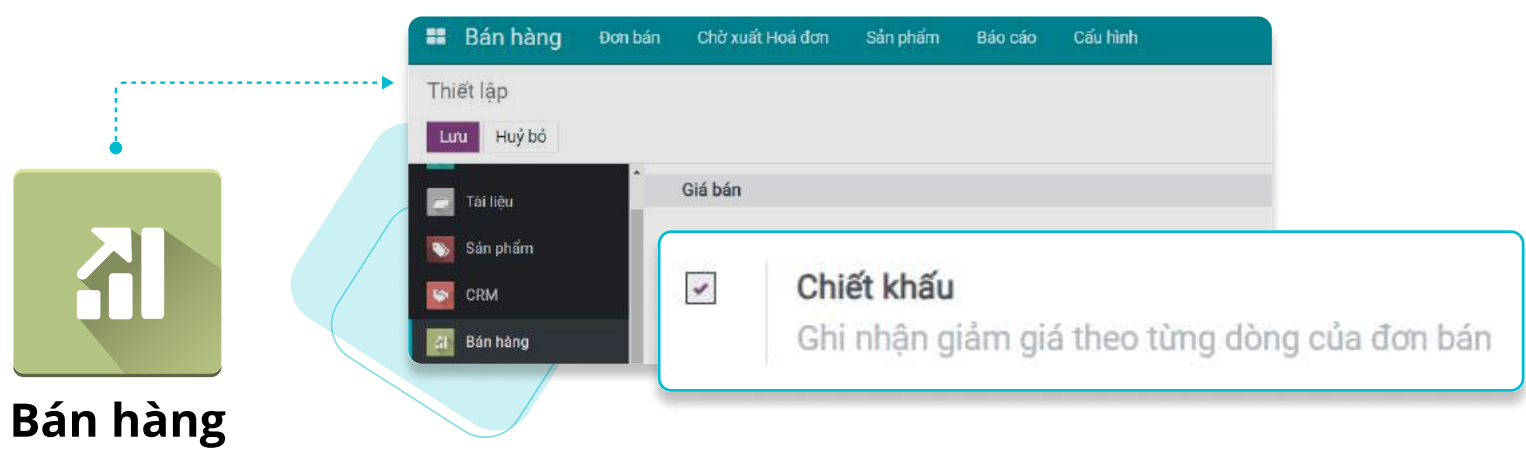 Bán hàng Đơn bán Chờ xuất Hoá đơn Sản phẩm Báo cáo Cấu hình
Thiết lập
Lưu Huỷ bỏ
Tài liệu
Giá bán
Sản phẩm
CRM
Bán hàng
Chiết khấu
Ghi nhận giảm giá theo từng dòng của đơn bán
Bán hàng